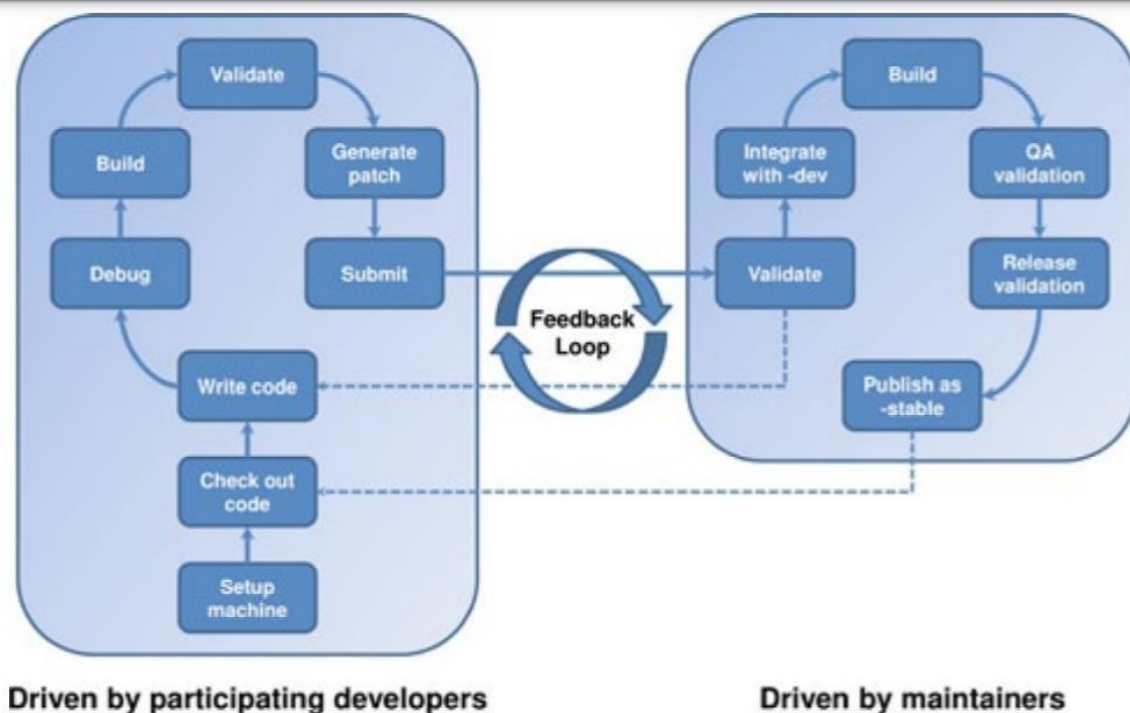 Validate
Build
Generate
patch
Debug
Submit
Write code
Check out
code
Setup
machine
Feedback
Loop
Build
Integrate
with -dev
QA
validation
Validate
Release
validation
Publish as
-stable
Driven by participating developers
Driven by maintainers